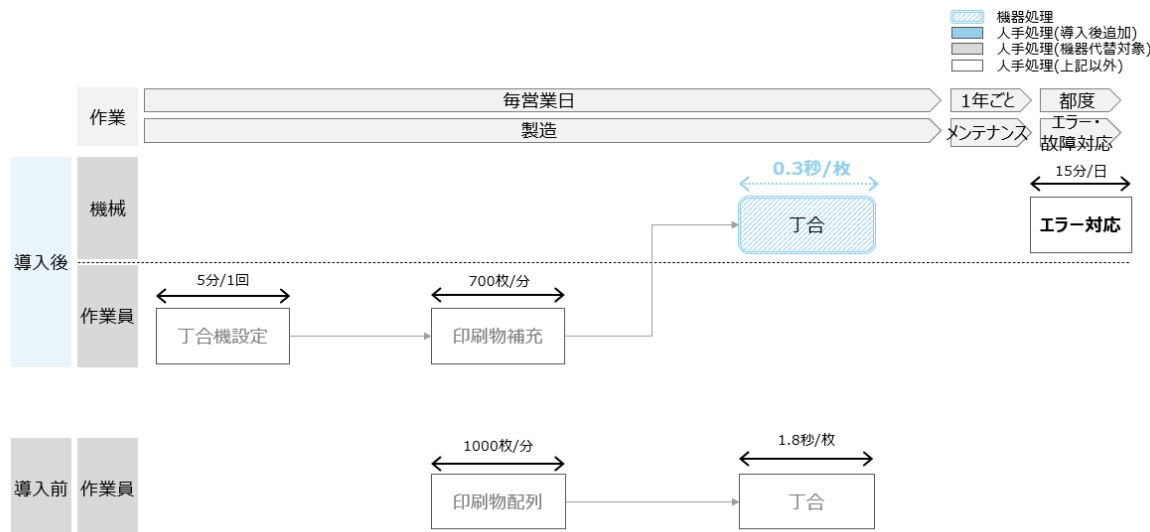 機器処理
人手処理(導入後追加)
人手処理(機器代替対象)
人手処理(上記以外)
作業
毎営業日
1年ごと
都度
製造
メンテナンス
エラー・
故障対応
導入後
機械
0.3秒/枚
丁合
15分/日
エラー対応
作業員
5分/1回
丁合機設定
700枚/分
印刷物補充
導入前
作業員
1000枚/分
印刷物配列
1.8秒/枚
丁合